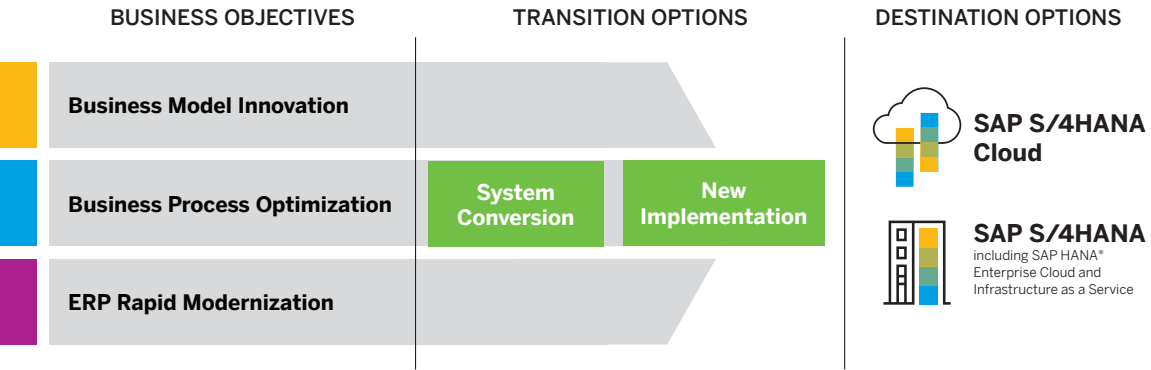 BUSINESS OBJECTIVES
TRANSITION OPTIONS
DESTINATION OPTIONS
Business Model Innovation
Business Process Optimization
ERP Rapid Modernization
System
Conversion
New
Implementation
SAP S/4HANA
Cloud
SAP S/4HANA
including SAP HANA®
Enterprise Cloud and
Infrastructure as a Service